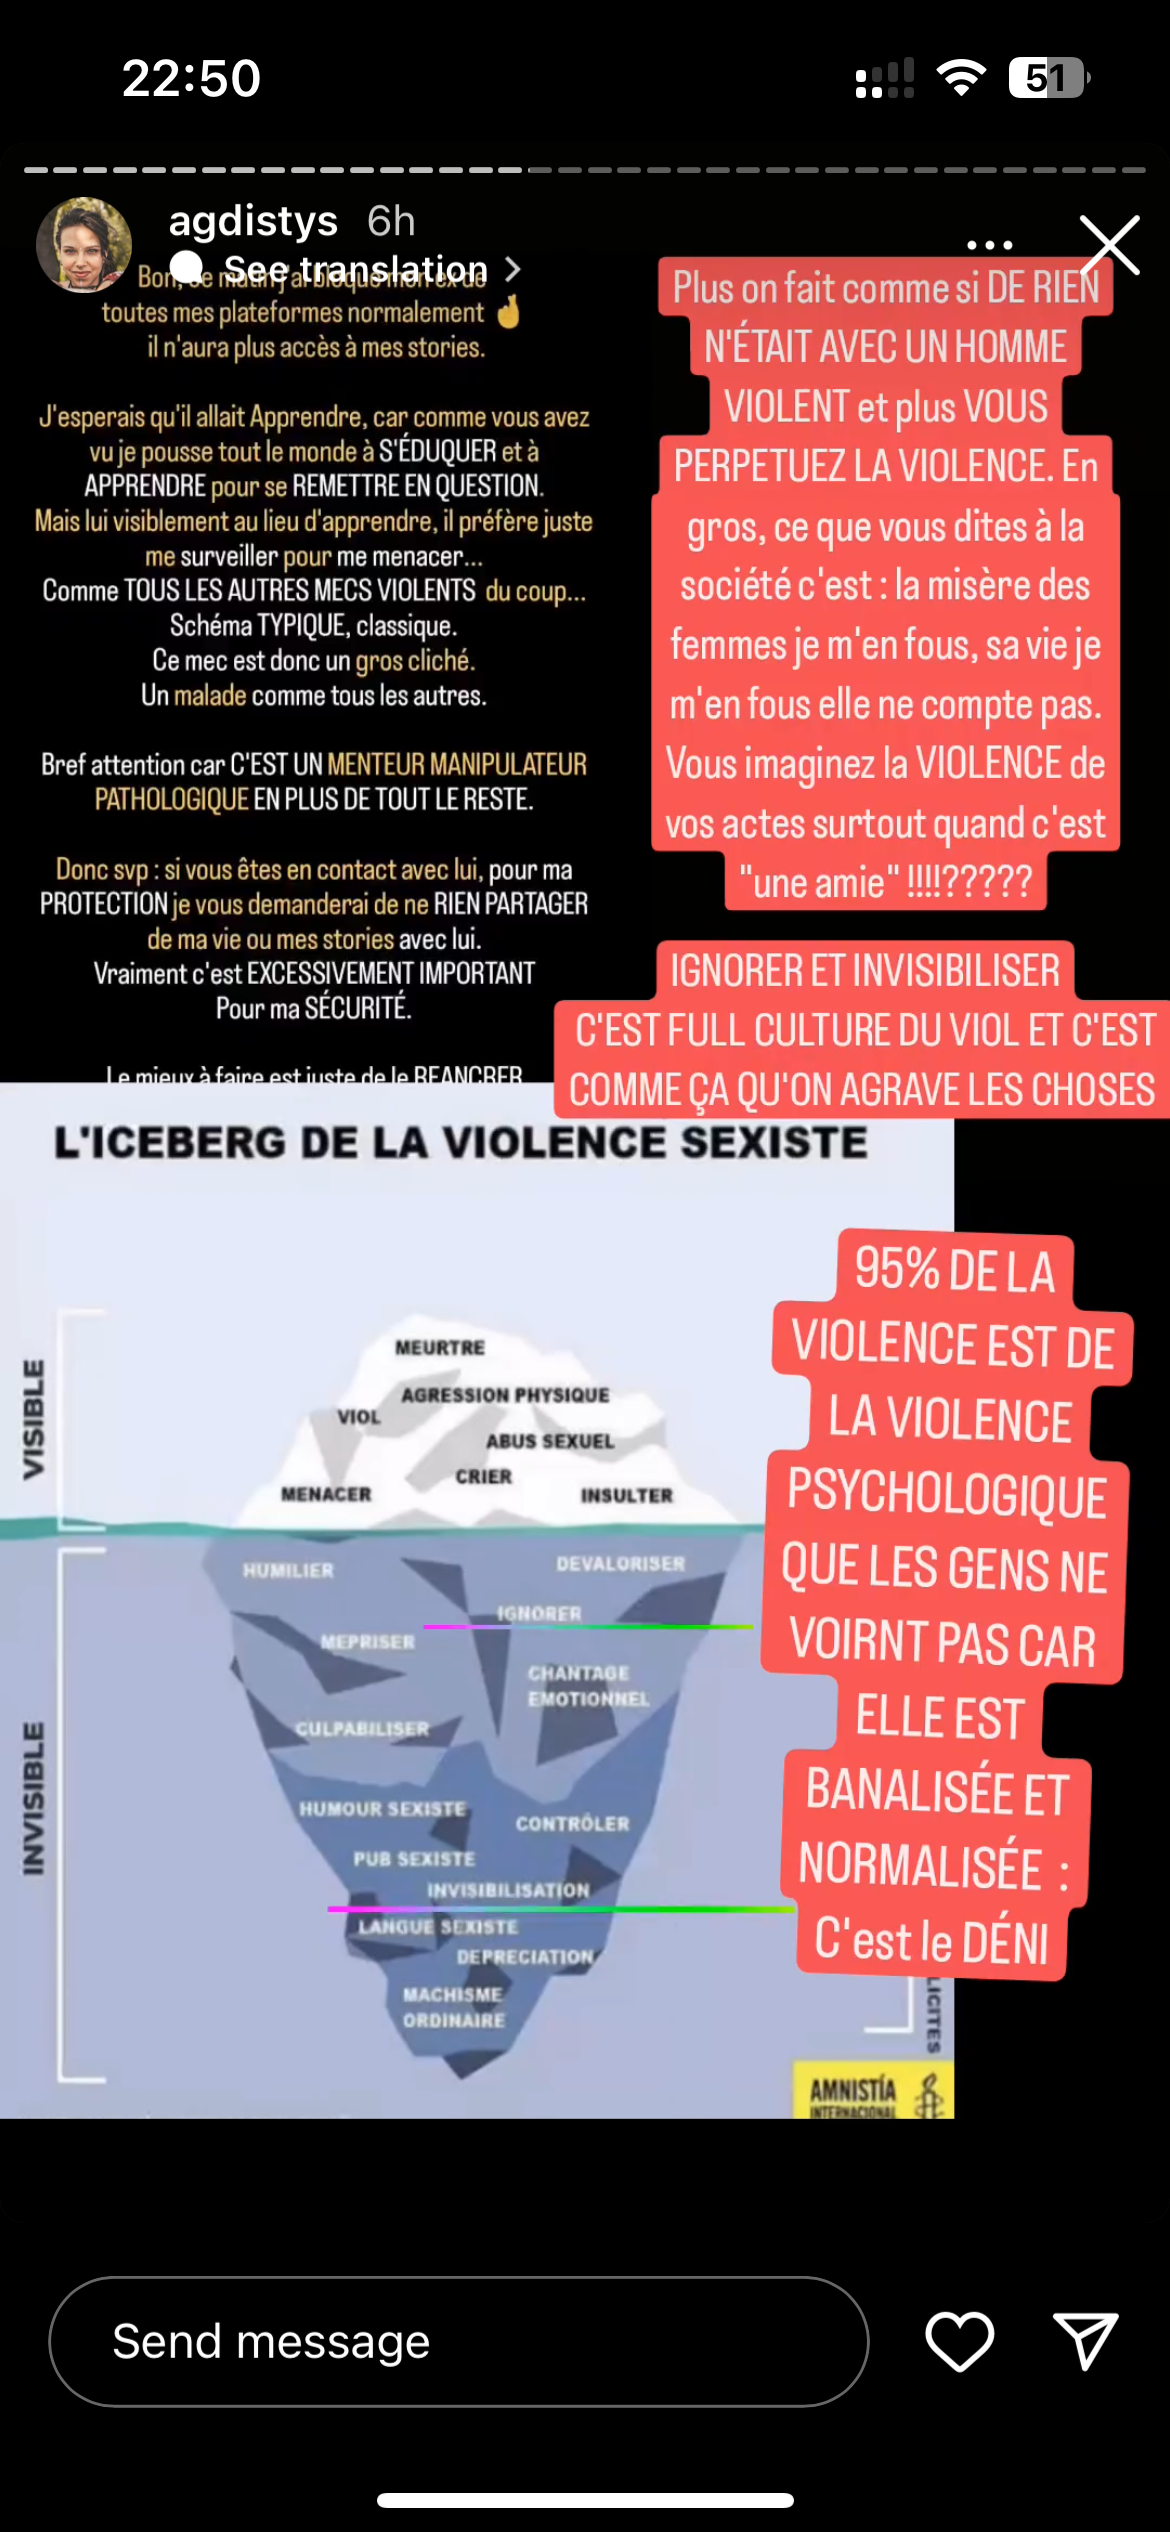 22:50
51
agdistys 6h
See translation
toutes mes plateformes normalement 🤞
il n'aura plus accès à mes stories.
J'esperais qu'il allait Apprendre, car comme vous avez
vu je pousse tout le monde à S'ÉDUQUER et à
APPRENDRE pour se REMETTRE EN QUESTION.
Mais lui visiblement au lieu d'apprendre, il préfère juste
me surveiller pour me menacer...
Comme TOUS LES AUTRES MECS VIOLENTS du coup...
Schéma TYPIQUE, classique.
Ce mec est donc un gros cliché.
Un malade comme tous les autres.
Bref attention car C'EST UN MENTEUR MANIPULATEUR
PATHOLOGIQUE EN PLUS DE TOUT LE RESTE.
Donc svp : si vous êtes en contact avec lui, pour ma
PROTECTION je vous demanderai de ne RIEN PARTAGER
de ma vie ou mes stories avec lui.
Vraiment c'est EXCESSIVEMENT IMPORTANT
Pour ma SÉCURITÉ.
Le mieux à faire est juste de le REANCRER
Plus on fait comme si DE RIEN
N'ÉTAIT AVEC UN HOMME
VIOLENT et plus VOUS
PERPETUEZ LA VIOLENCE. En
gros, ce que vous dites à la
société c'est : la misère des
femmes je m'en fous, sa vie je
m'en fous elle ne compte pas.
Vous imaginez la VIOLENCE de
vos actes surtout quand c'est
"une amie" !!!!?????
IGNORER ET INVISIBILISER
C'EST FULL CULTURE DU VIOL ET C'EST
COMME ÇA QU'ON AGRAVE LES CHOSES
L'ICEBERG DE LA VIOLENCE SEXISTE
VISIBLE
MEURTRE
AGRESSION PHYSIQUE
VIOL
ABUS SEXUEL
CRIER
MENACER
INSULTER
INVISIBLE
HUMILIER
DEVALORISER
IGNORER
MEPRISER
CHANTAGE
EMOTIONNEL
CULPABILISER
HUMOUR SEXISTE
CONTRÔLER
PUB SEXISTE
INVISIBILISATION
LANGUE SEXISTE
DEPRECIATION
MACHISME
ORDINAIRE
95% DE LA
VIOLENCE EST DE
LA VIOLENCE
PSYCHOLOGIQUE
QUE LES GENS NE
VOIRNT PAS CAR
ELLE EST
BANALISÉE ET
NORMALISÉE :
C'est le DÉNI
LICITES
AMNISTÍA
INTERNACIONAL
Send message